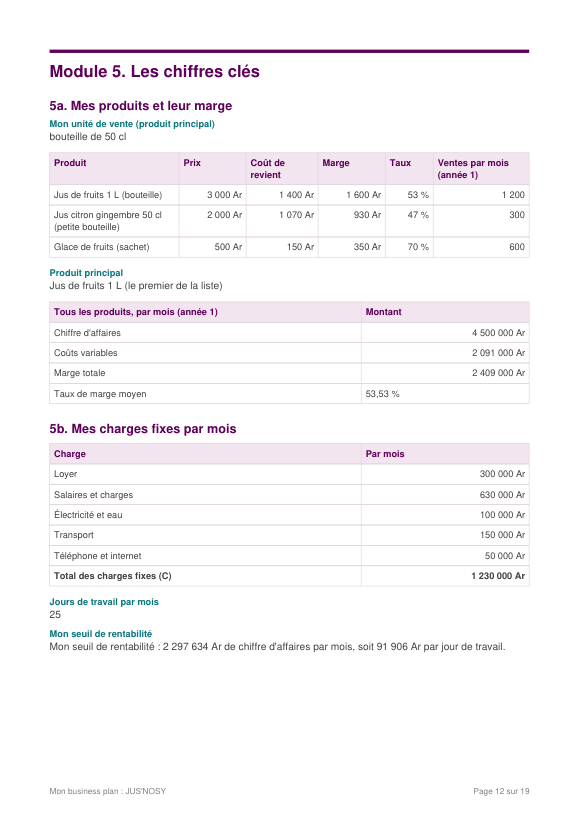 Module 5. Les chiffres clés
5a. Mes produits et leur marge
Mon unité de vente (produit principal)
bouteille de 50 cl
Produit Prix Coût de revient Marge Taux Ventes par mois (année 1)
Jus de fruits 1 L (bouteille) 3 000 Ar 1 400 Ar 1 600 Ar 53 % 1 200
Jus citron gingembre 50 cl (petite bouteille) 2 000 Ar 1 070 Ar 930 Ar 47 % 300
Glace de fruits (sachet) 500 Ar 150 Ar 350 Ar 70 % 600
Produit principal
Jus de fruits 1 L (le premier de la liste)
Tous les produits, par mois (année 1) Montant
Chiffre d'affaires 4 500 000 Ar
Coûts variables 2 091 000 Ar
Marge totale 2 409 000 Ar
Taux de marge moyen 53,53 %
5b. Mes charges fixes par mois
Charge Par mois
Loyer 300 000 Ar
Salaires et charges 630 000 Ar
Électricité et eau 100 000 Ar
Transport 150 000 Ar
Téléphone et internet 50 000 Ar
Total des charges fixes (C) 1 230 000 Ar
Jours de travail par mois
25
Mon seuil de rentabilité
Mon seuil de rentabilité : 2 297 634 Ar de chiffre d'affaires par mois, soit 91 906 Ar par jour de travail.
Mon business plan : JUS'NOSY Page 12 sur 19